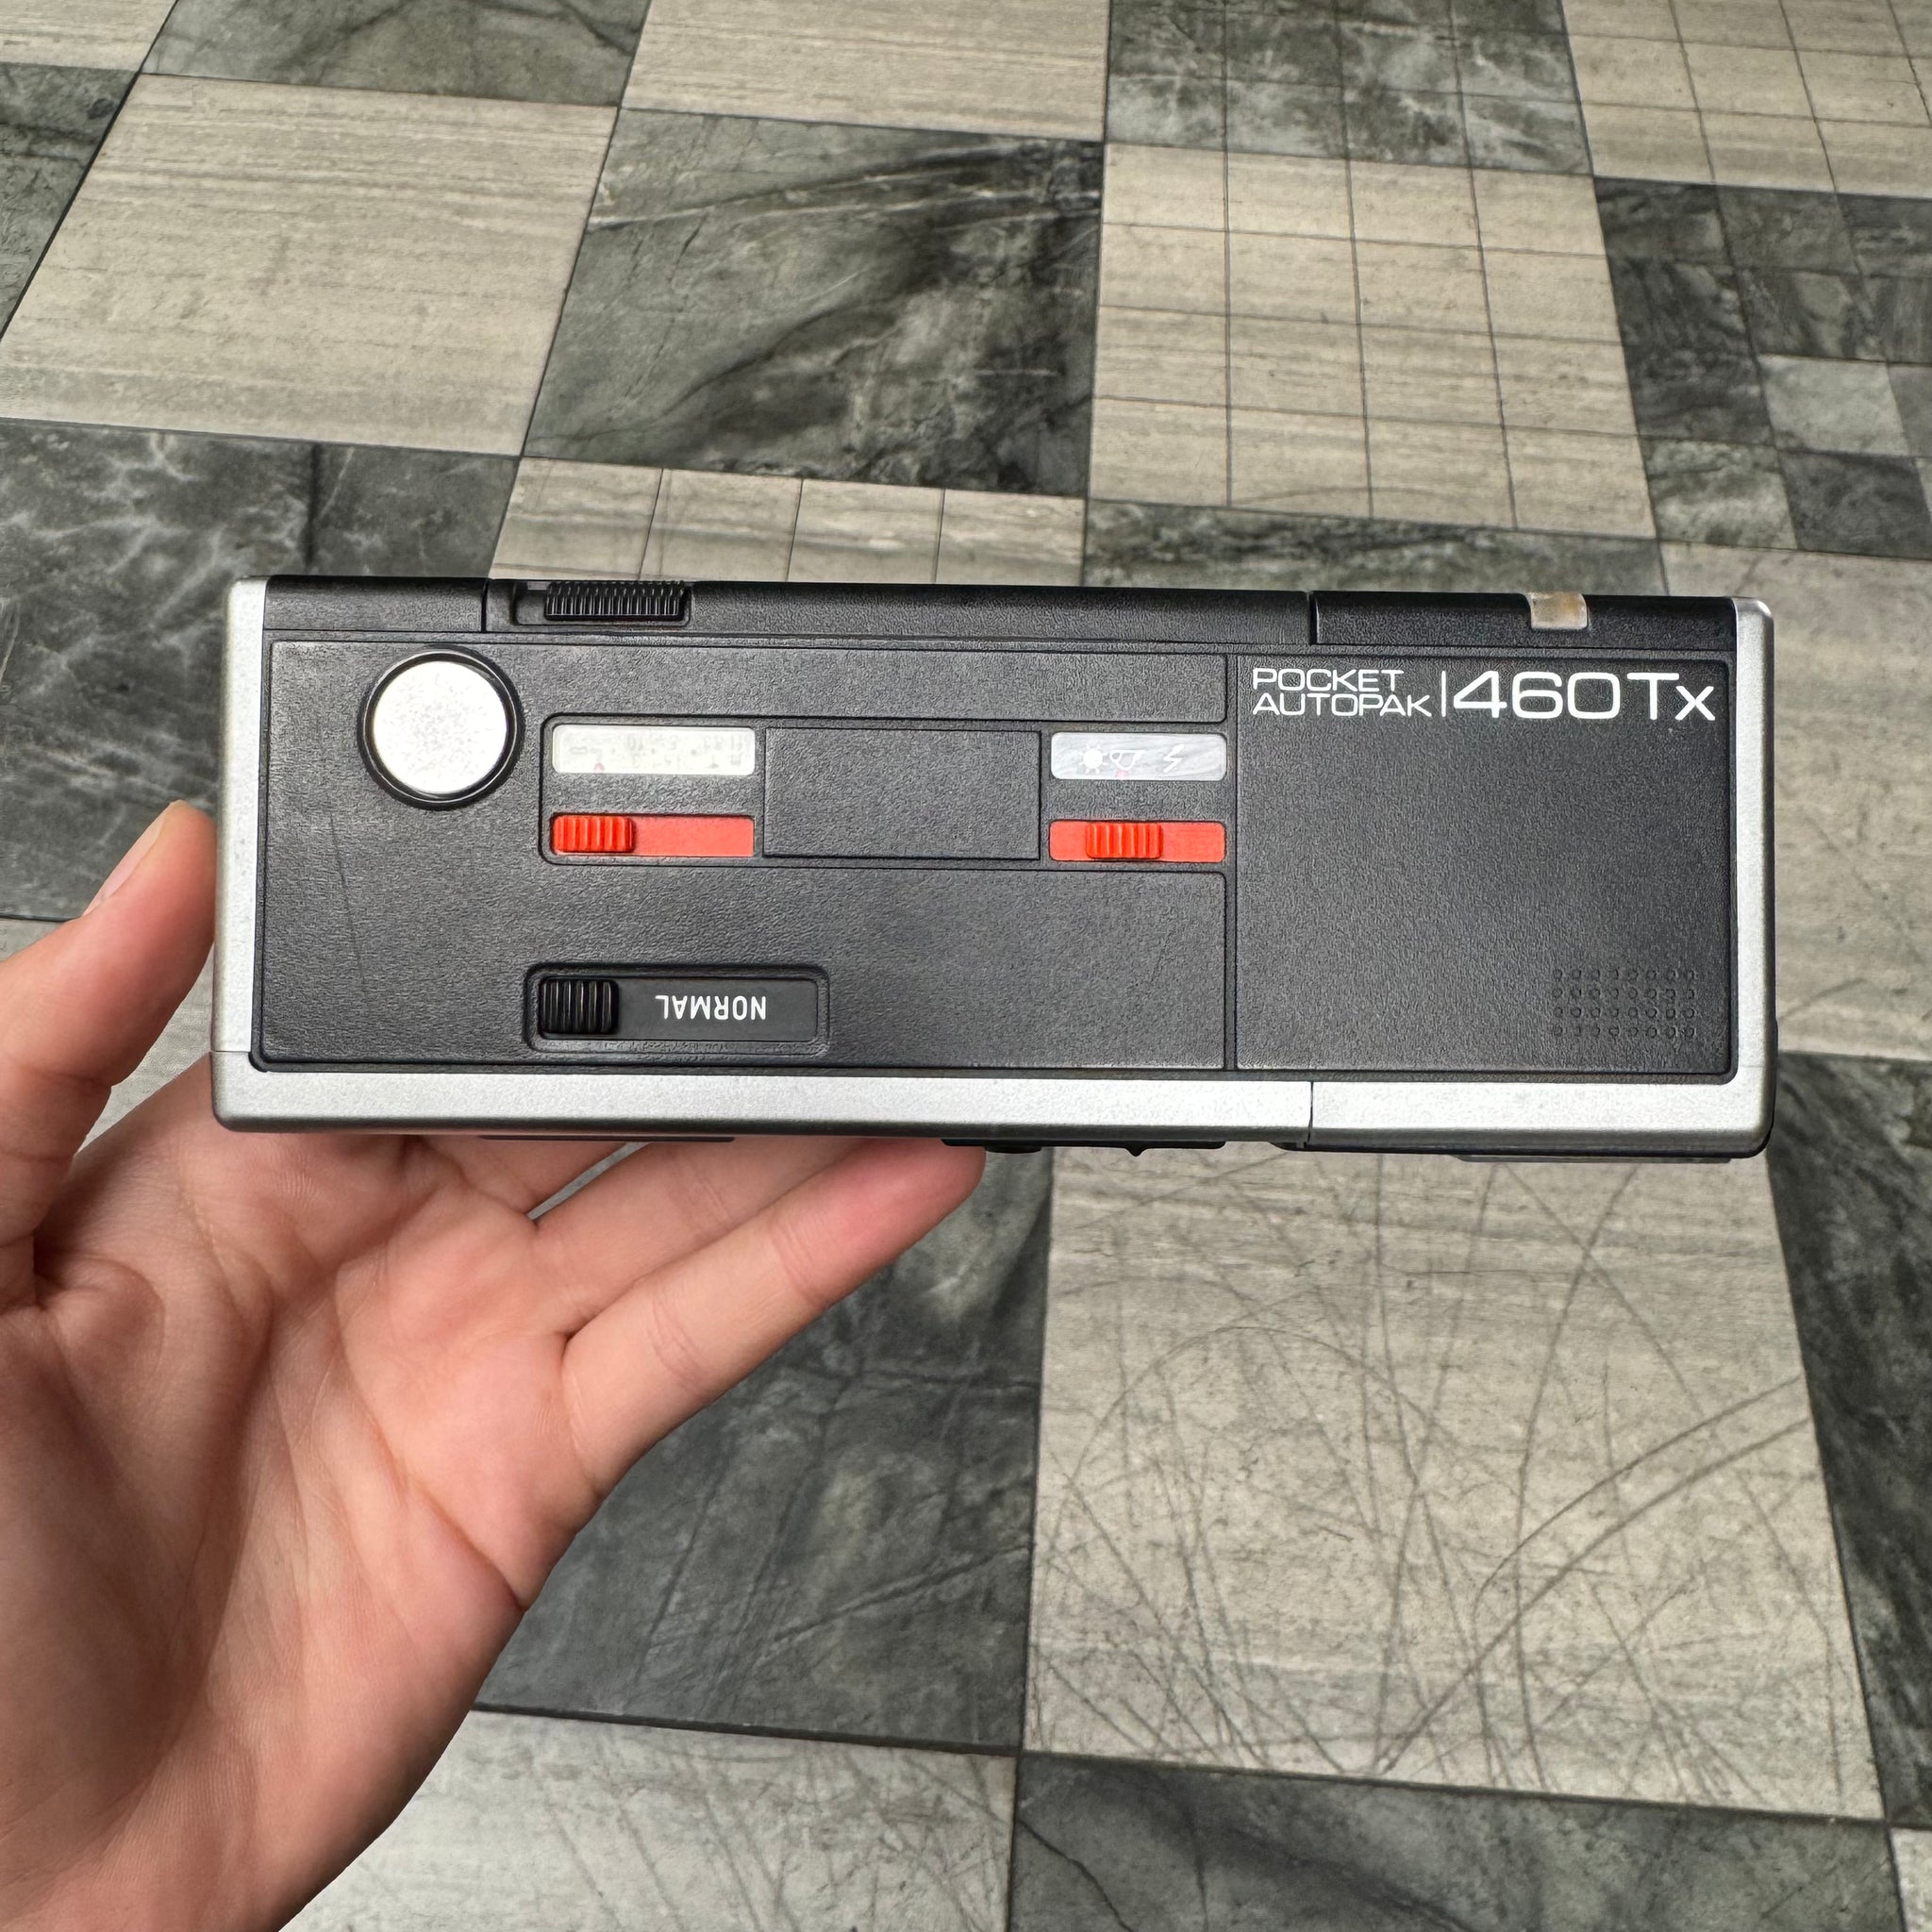 POCKET
AUTOPAK | 460Tx
NORMAL